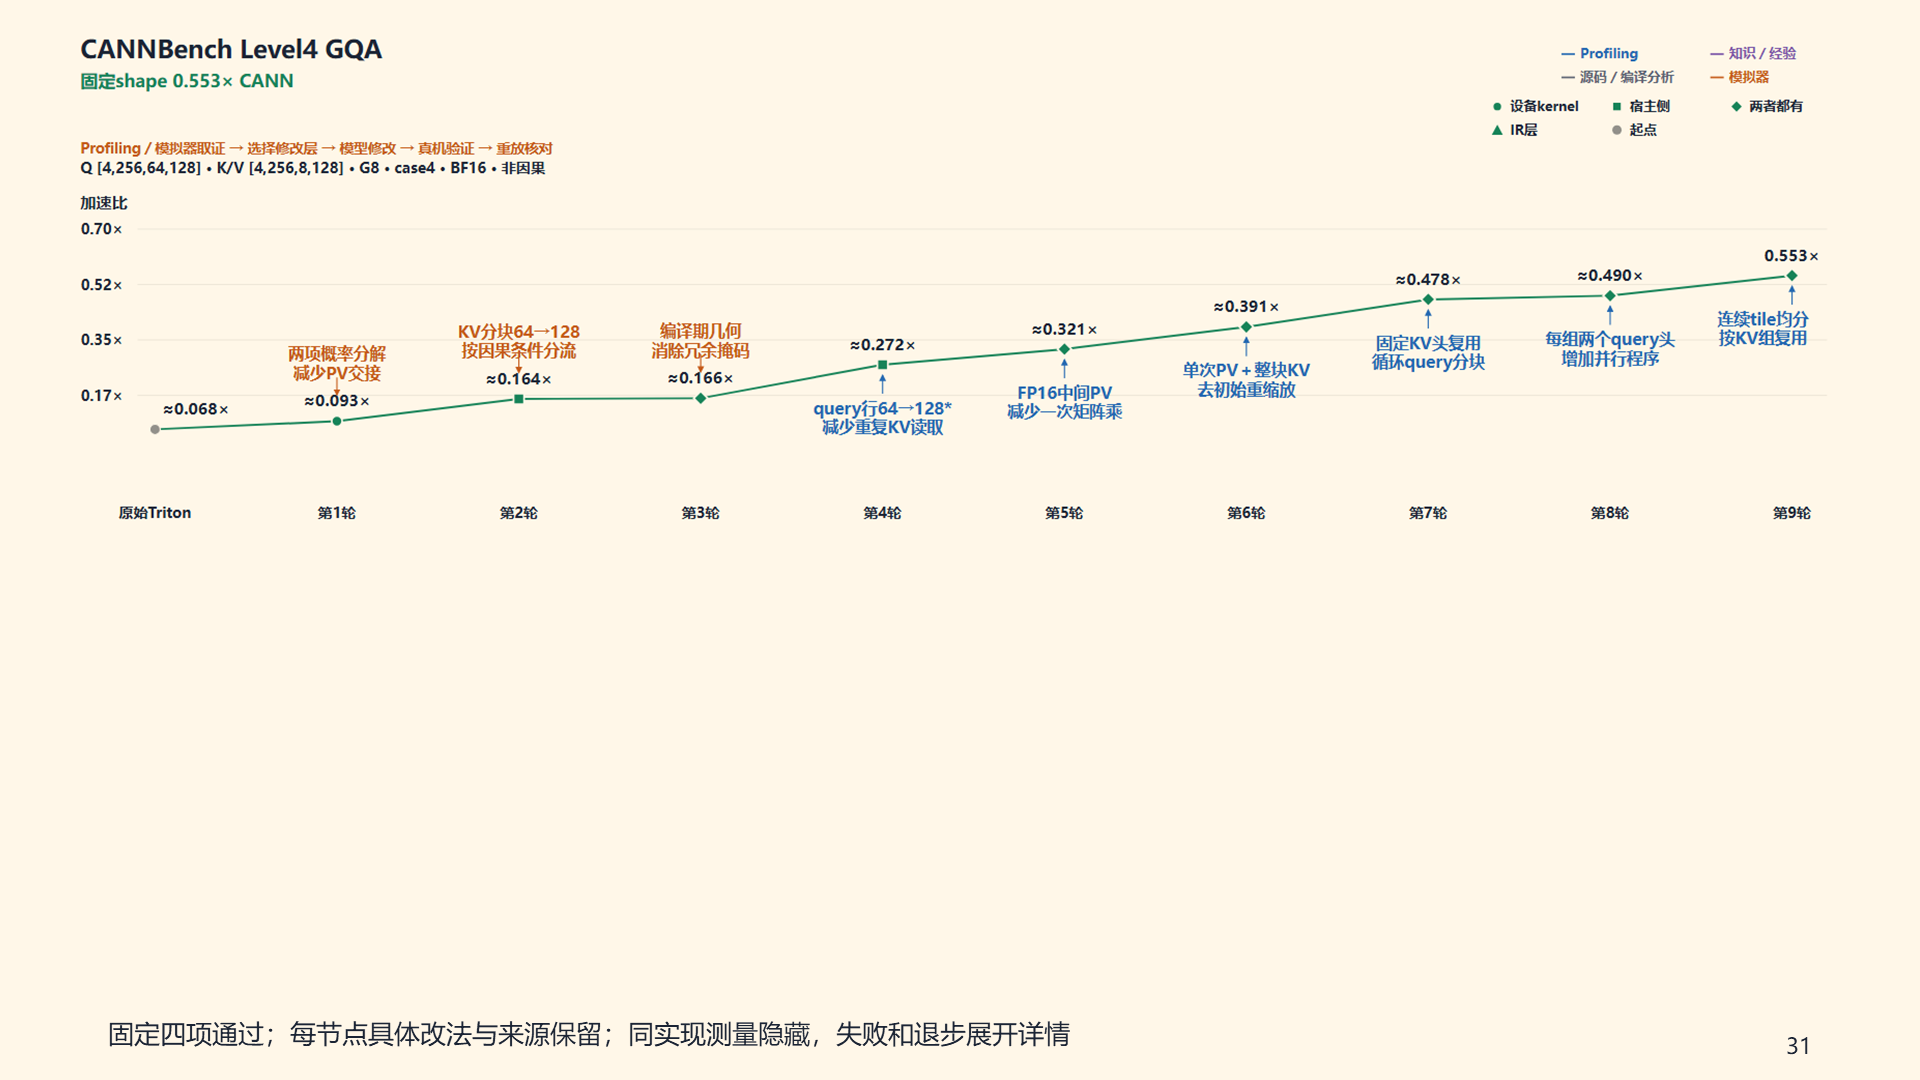 CANNBench Level4 GQA
固定shape 0.553× CANN
Profiling
知识 / 经验
源码 / 编译分析
模拟器
设备kernel
宿主侧
两者都有
IR层
起点
Profiling / 模拟器取证 → 选择修改层 → 模型修改 → 真机验证 → 重放核对
Q [4,256,64,128] • K/V [4,256,8,128] • G8 • case4 • BF16 • 非因果
加速比
0.70×
0.52×
0.35×
0.17×
≈0.068×
两项概率分解
减少PV交接
≈0.093×
KV分块64→128
按因果条件分流
≈0.164×
编译期几何
消除冗余掩码
≈0.166×
≈0.272×
query行64→128*
减少重复KV读取
≈0.321×
FP16中间PV
减少一次矩阵乘
≈0.391×
单次PV + 整块KV
去初始重缩放
≈0.478×
固定KV头复用
循环query分块
≈0.490×
每组两个query头
增加并行程序
0.553×
连续tile均分
按KV组复用
原始Triton
第1轮
第2轮
第3轮
第4轮
第5轮
第6轮
第7轮
第8轮
第9轮
固定四项通过；每节点具体改法与来源保留；同实现测量隐藏，失败和退步展开详情
31